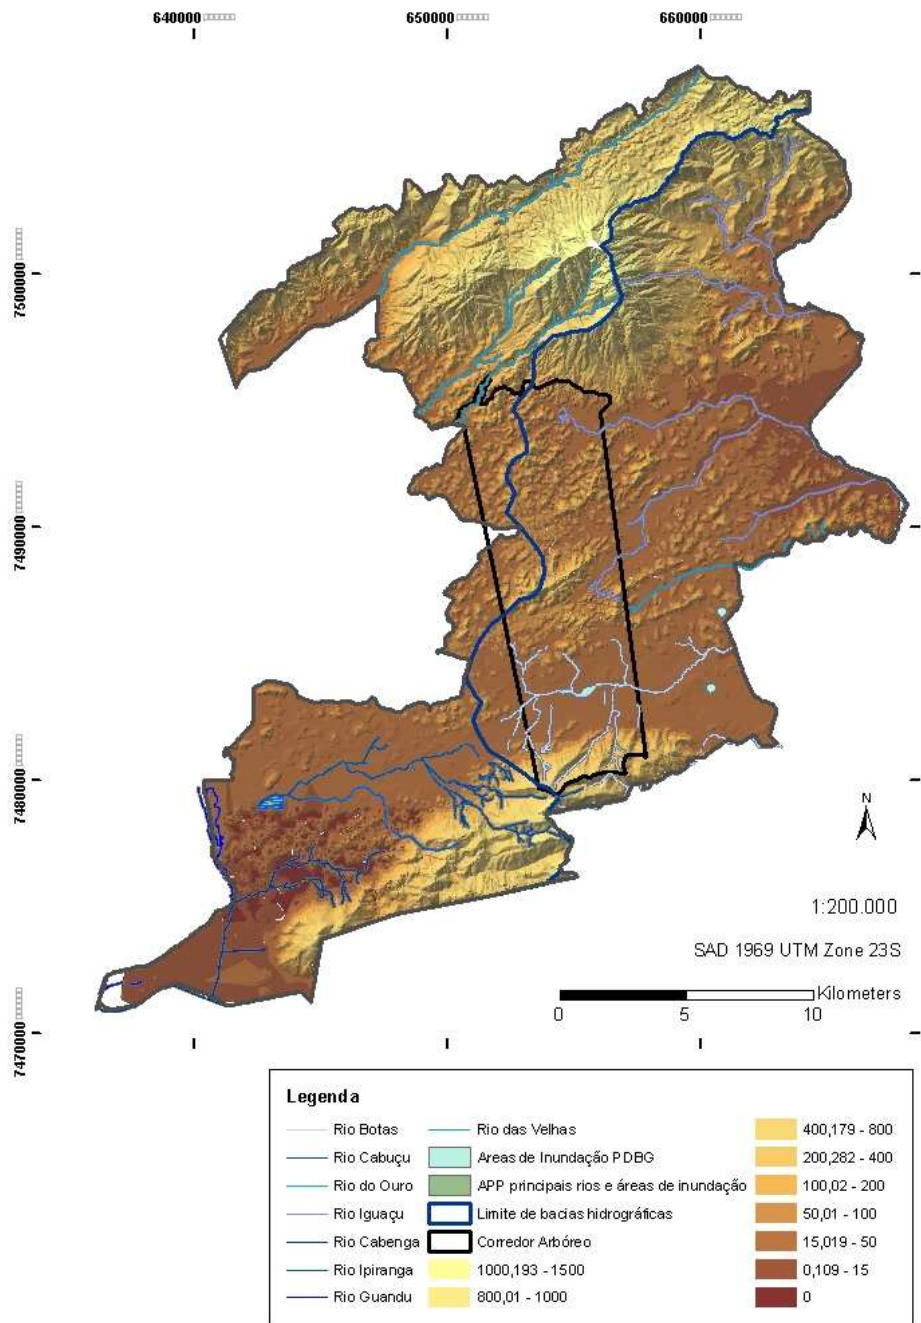 640000 650000 660000
7500000
7490000
7480000
7470000
N
1:200.000
SAD 1969 UTM Zone 23S
Kilometers
0 5 10
Legenda
Rio Botas
Rio Cabuçu
Rio do Ouro
Rio Iguaçu
Rio Cabenga
Rio Ipiranga
Rio Guandu
Rio das Velhas
Areas de Inundação PDBG
APP principais rios e áreas de inundação
Limite de bacias hidrográficas
Corredor Arbóreo
1000,193 - 1500
800,01 - 1000
400,179 - 800
200,282 - 400
100,02 - 200
50,01 - 100
15,019 - 50
0,109 - 15
0